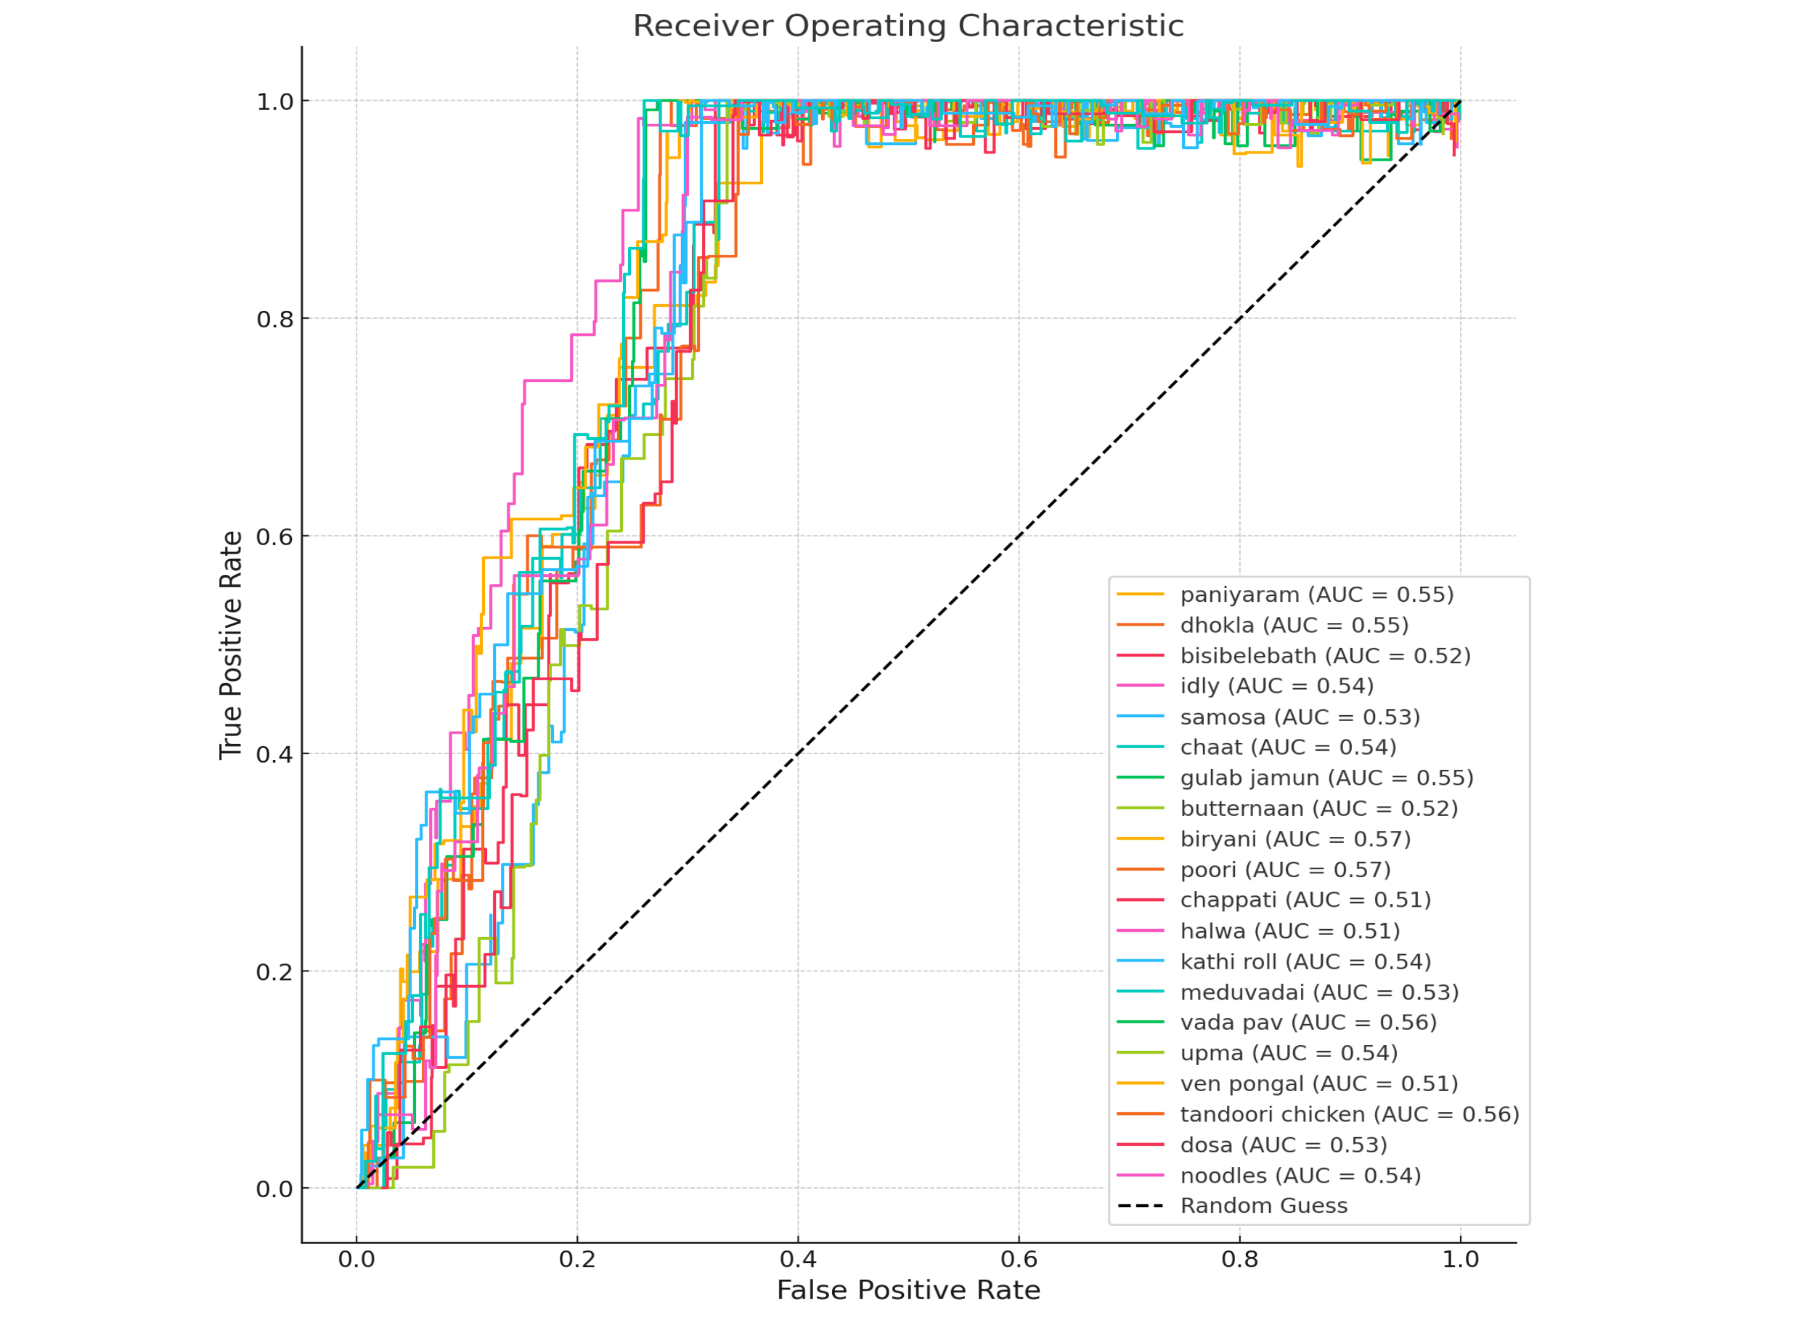 Receiver Operating Characteristic
True Positive Rate
1.0
0.8
0.6
0.4
0.2
0.0
0.0 0.2 0.4 0.6 0.8 1.0
False Positive Rate
paniyaram (AUC = 0.55)
dhokla (AUC = 0.55)
bisibelebath (AUC = 0.52)
idly (AUC = 0.54)
samosa (AUC = 0.53)
chaat (AUC = 0.54)
gulab jamun (AUC = 0.55)
butternaan (AUC = 0.52)
biryani (AUC = 0.57)
poori (AUC = 0.57)
chappati (AUC = 0.51)
halwa (AUC = 0.51)
kathi roll (AUC = 0.54)
meduvadai (AUC = 0.53)
vada pav (AUC = 0.56)
upma (AUC = 0.54)
ven pongal (AUC = 0.51)
tandoori chicken (AUC = 0.56)
dosa (AUC = 0.53)
noodles (AUC = 0.54)
Random Guess